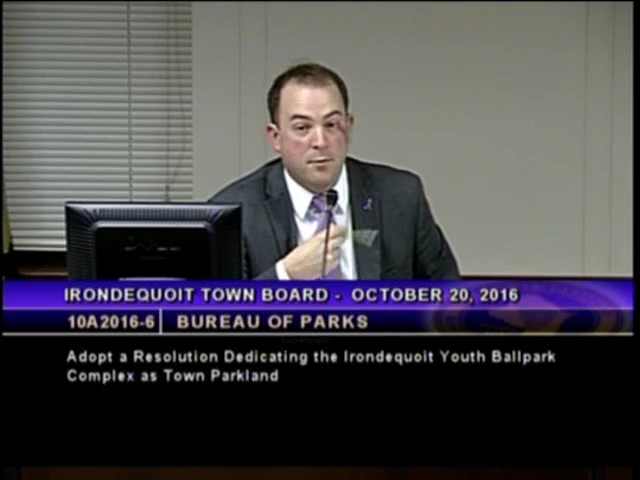 IRONDEQUOIT TOWN BOARD - OCTOBER 20, 2016
10A2016-6 BUREAU OF PARKS
Adopt a Resolution Dedicating the Irondequoit Youth Ballpark
Complex as Town Parkland